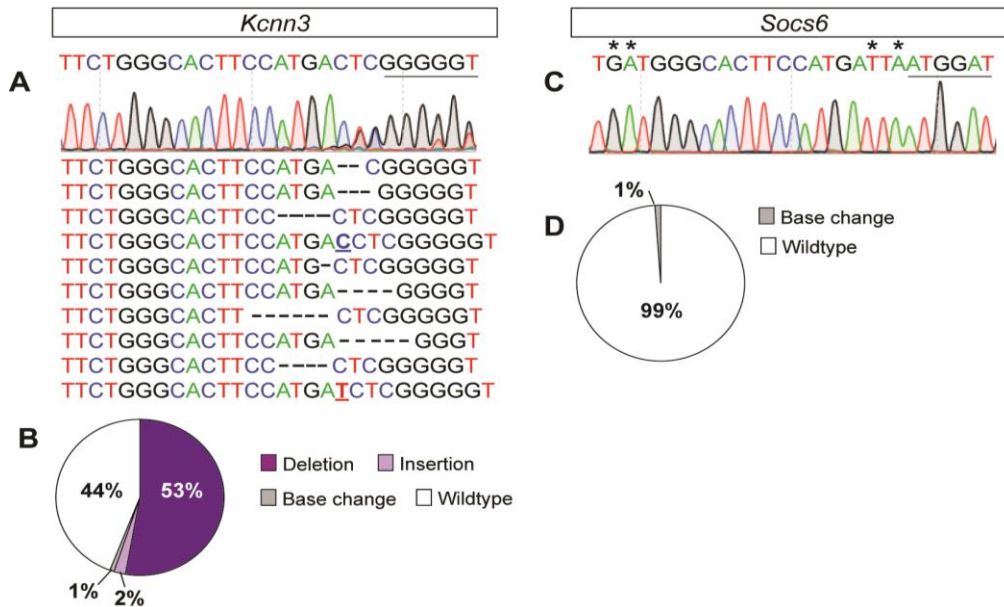 Kcnn3
A
TTCTGGGCACTTCCATGACTCGGGGGT
TTCTGGGCACTTCCATGA-- CGGGGGT
TTCTGGGCACTTCCATGA--- GGGGGT
TTCTGGGCACTTCC----CTCGGGGGT
TTCTGGGCACTTCCATGACCTCGGGGGT
TTCTGGGCACTTCCATG-CTCGGGGGT
TTCTGGGCACTTCCATGA----GGGGT
TTCTGGGCACTT------CTCGGGGGT
TTCTGGGCACTTCCATGA-----GGGT
TTCTGGGCACTTCC----CTCGGGGGT
TTCTGGGCACTTCCATGATCTCGGGGGT
B
44%
53%
1%
2%
Deletion
Insertion
Base change
Wildtype
Socs6
C
* * * *
TGATGGGCACTTCCATGATTAATGGAT
D
1%
99%
Base change
Wildtype